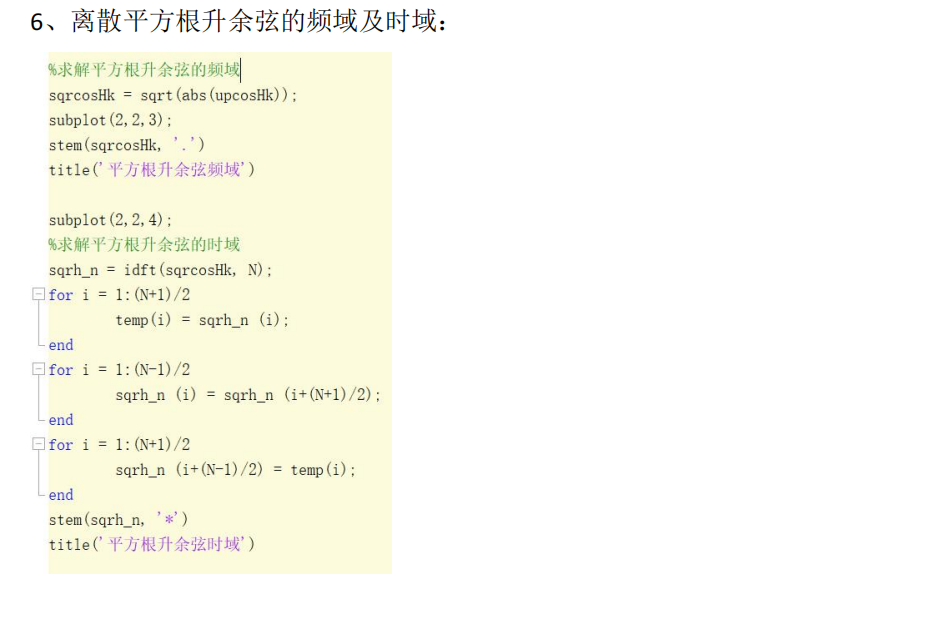 6、离散平方根升余弦的频域及时域：
%求解平方根升余弦的频域
sqrcosHk = sqrt(abs(upcosHk));
subplot(2,2,3);
stem(sqrcosHk, '.')
title('平方根升余弦频域')
subplot(2,2,4);
%求解平方根升余弦的时域
sqrh_n = idft(sqrcosHk, N);
for i = 1:(N+1)/2
temp(i) = sqrh_n (i);
end
for i = 1:(N-1)/2
sqrh_n (i) = sqrh_n (i+(N+1)/2);
end
for i = 1:(N+1)/2
sqrh_n (i+(N-1)/2) = temp(i);
end
stem(sqrh_n, '*')
title('平方根升余弦时域')